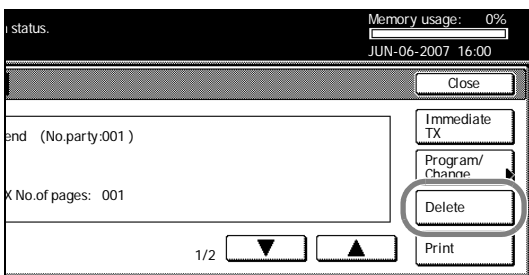 status.
Memory usage: 0%
JUN-06-2007 16:00
Close
end (No.party:001 )
Immediate
TX
Program/
Change
X No.of pages: 001
Delete
1/2
Print